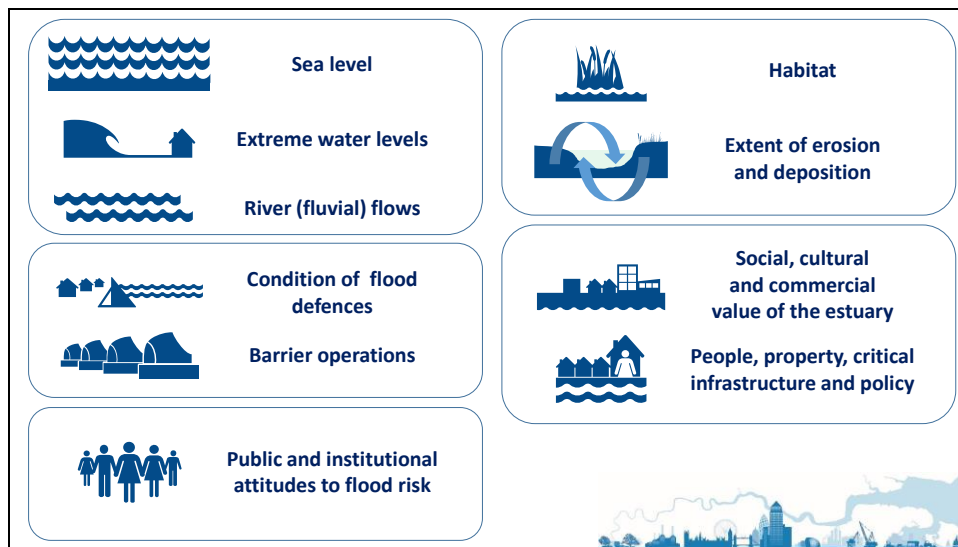 Sea level
Extreme water levels
River (fluvial) flows
Condition of flood
defences
Barrier operations
Public and institutional
attitudes to flood risk
Habitat
Extent of erosion
and deposition
Social, cultural
and commercial
value of the estuary
People, property, critical
infrastructure and policy